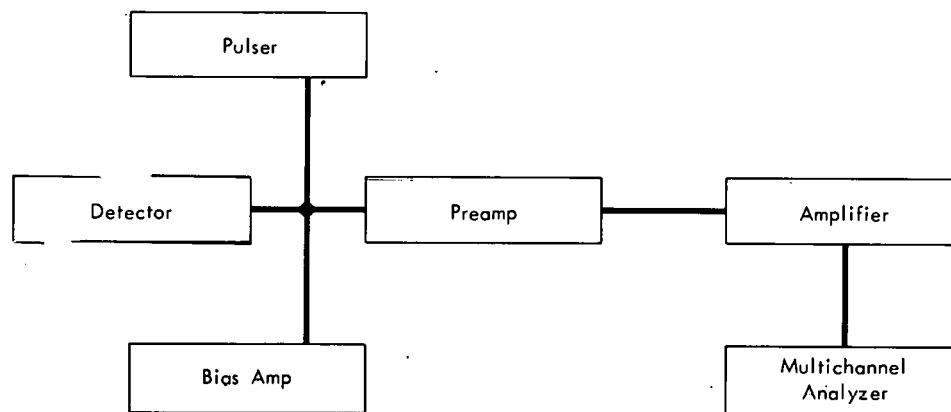 Pulser
Detector
Preamp
Amplifier
Bias Amp
Multichannel
Analyzer